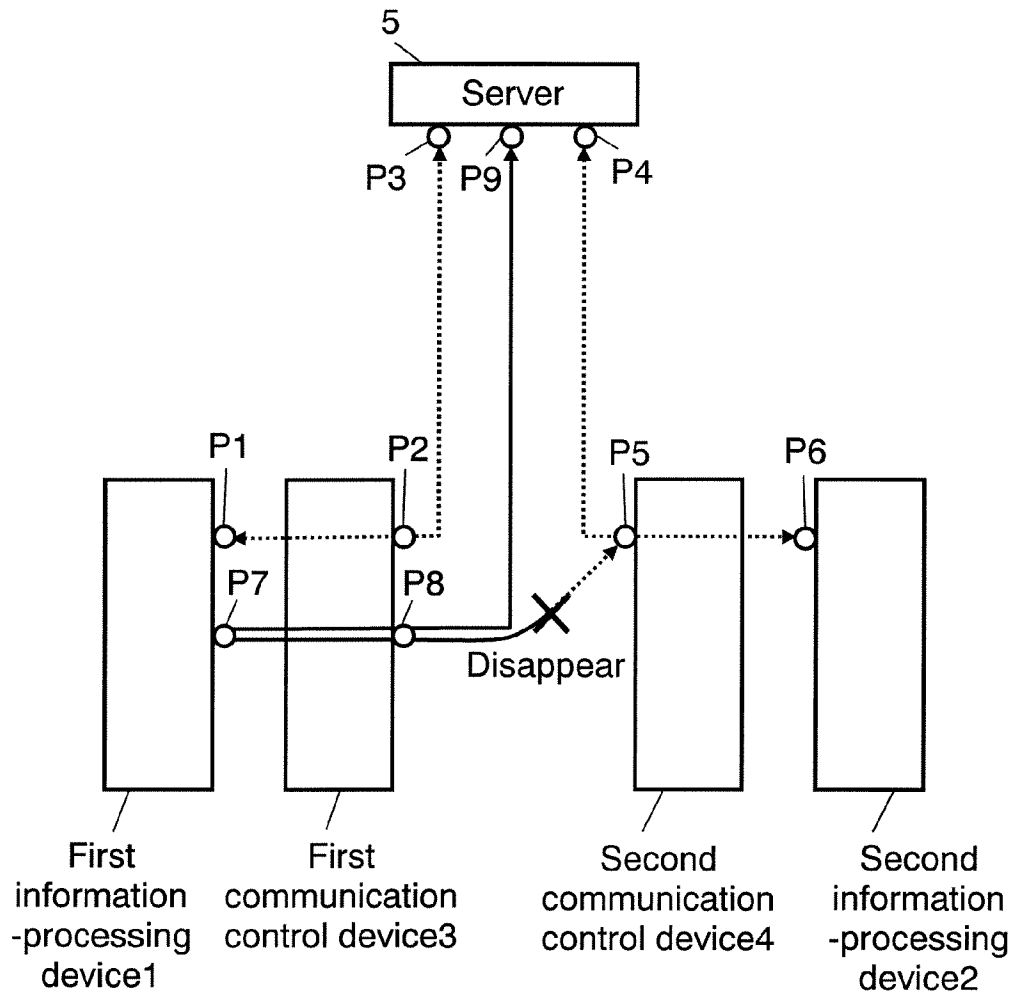 5
Server
P3
P9
P4
P1
P2
P5
P6
P7
P8
Disappear
First
information
-processing
device1
First
communication
control device3
Second
communication
control device4
Second
information
-processing
device2